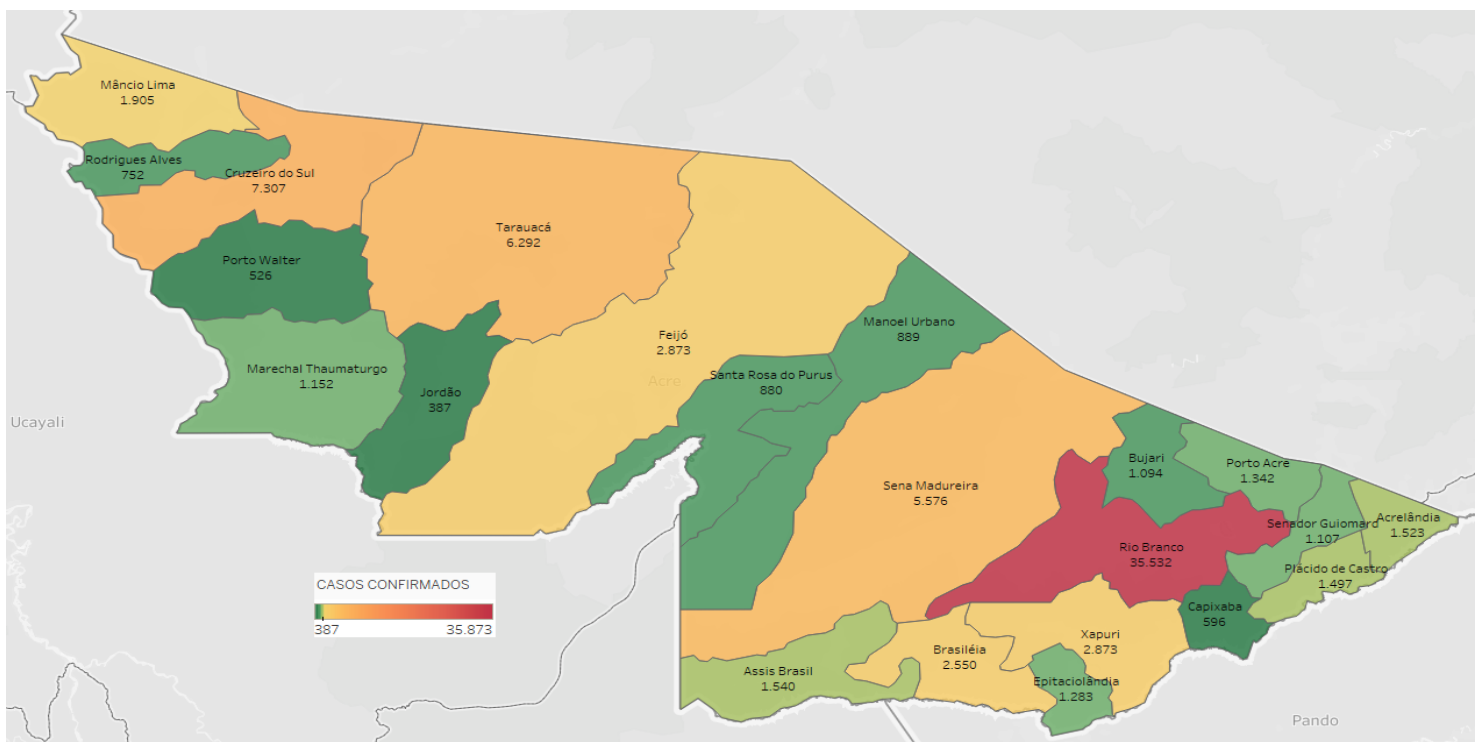 Mâncio Lima
1.905
Rodrigues Alves
752
Cruzeiro do Sul
7.307
Tarauacá
6.292
Porto Walter
526
Feijó
2.873
Manoel Urbano
889
Marechal Thaumaturgo
1.152
Santa Rosa do Purus
880
Acre
Jordão
387
Ucayali
Bujari
1.094
Porto Acre
1.342
Sena Madureira
5.576
Senador Guiomard
1.107
Acrelândia
1.523
Rio Branco
35.532
Plácido de Castro
1.497
CASOS CONFIRMADOS
387
35.873
Capixaba
596
Xapuri
2.873
Brasiléia
2.550
Assis Brasil
1.540
Epitaciolândia
1.283
Pando